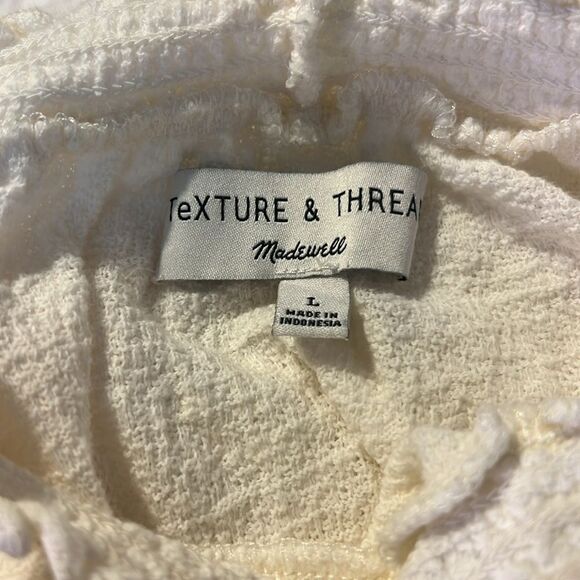 TeXTURE & THREA
Madewell
L
MADE IN
INDONESIA